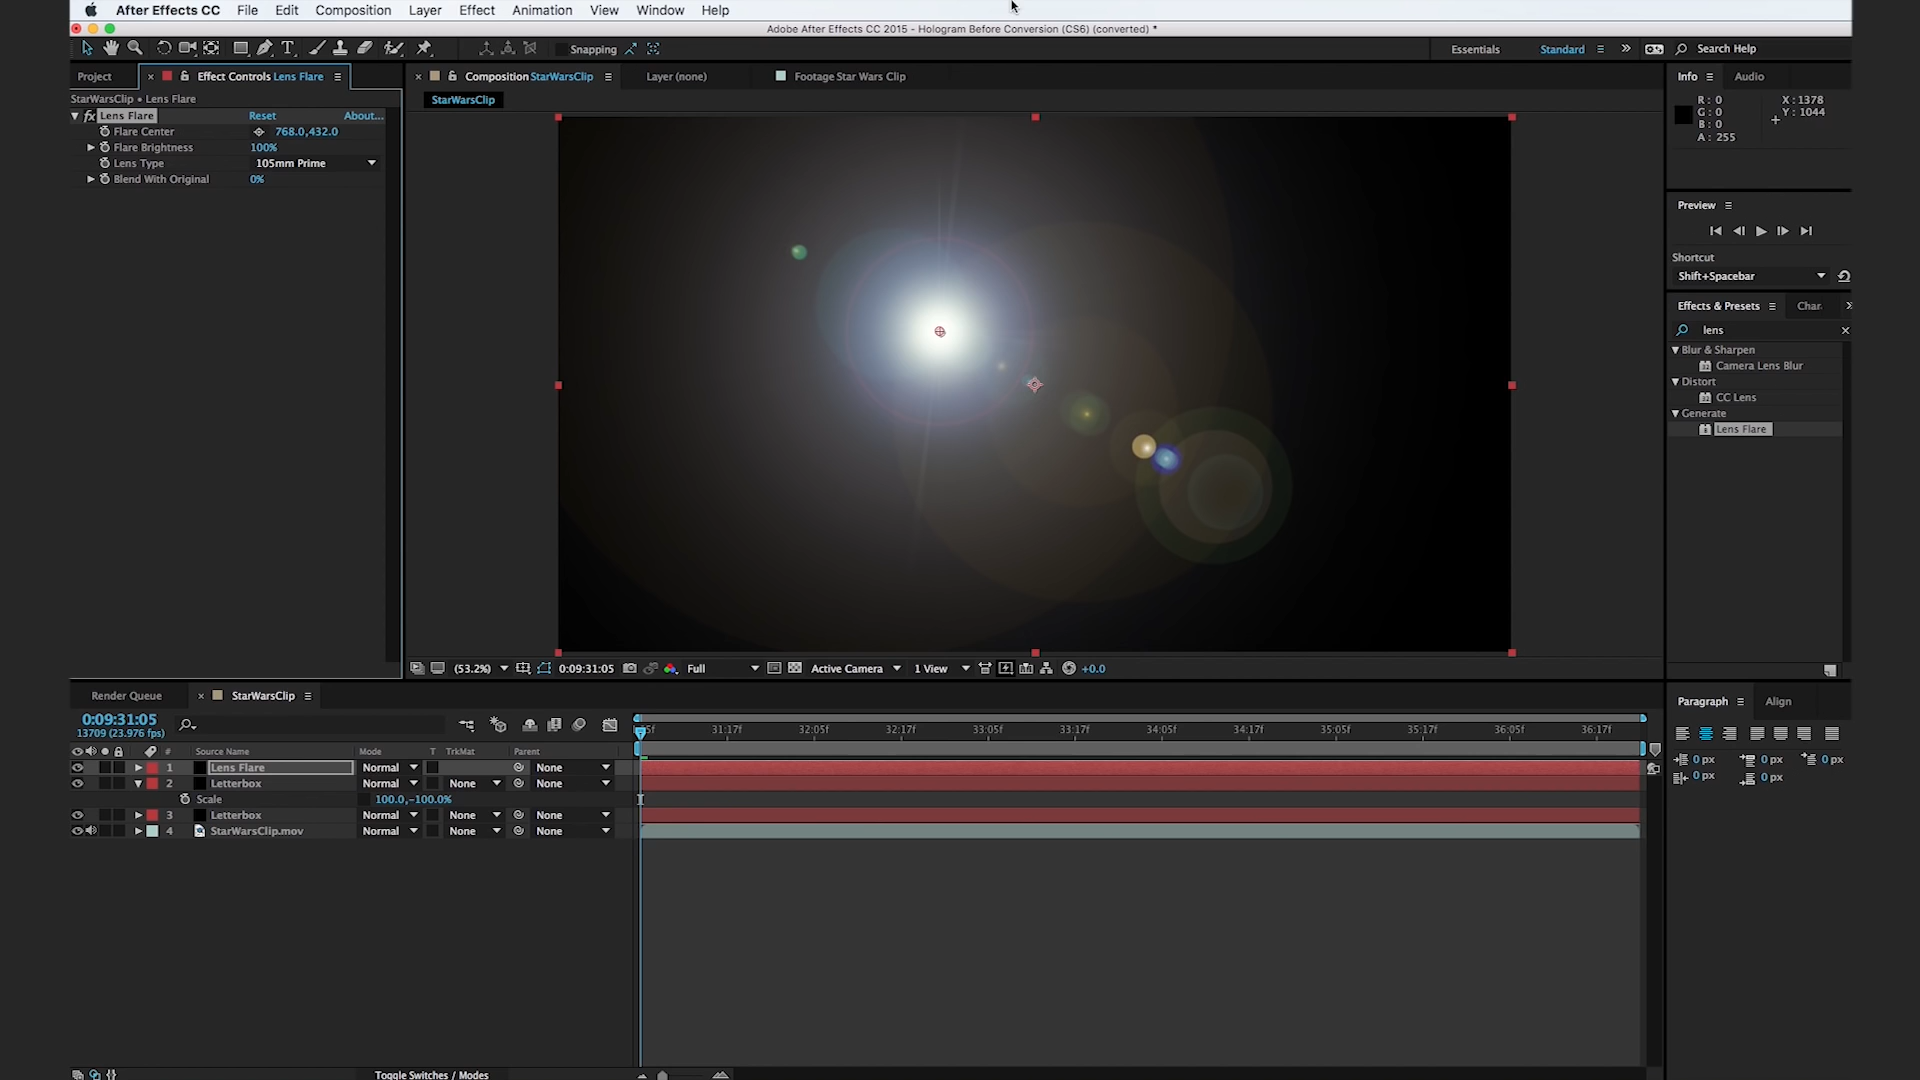 After Effects CC File Edit Composition Layer Effect Animation View Window Help
Adobe After Effects CC 2015 - Hologram Before Conversion (CS6) (converted) *
Snapping
Essentials Standard Search Help
Project Effect Controls Lens Flare
StarWarsClip • Lens Flare
fx Lens Flare Reset About...
Flare Center 768.0,432.0
Flare Brightness 100%
Lens Type 105mm Prime
Blend With Original 0%
Composition StarWarsClip Layer (none) Footage Star Wars Clip
StarWarsClip
(53.2%) 0:09:31:05 Full Active Camera 1 View +0.0
Info Audio
R: 0 X: 1378
G: 0 Y: 1044
B: 0
A: 255
Preview
Shortcut
Shift+Spacebar
Effects & Presets Char
lens
Blur & Sharpen
Camera Lens Blur
Distort
CC Lens
Generate
Lens Flare
Render Queue StarWarsClip
0:09:31:05
13709 (23.976 fps)
# Source Name Mode T TrkMat Parent
1 Lens Flare Normal None
2 Letterbox Normal None None
Scale 100.0,-100.0%
3 Letterbox Normal None None
4 StarWarsClip.mov Normal None None
5f 31:17f 32:05f 32:17f 33:05f 33:17f 34:05f 34:17f 35:05f 35:17f 36:05f 36:17f
Toggle Switches / Modes
Paragraph Align
0 px 0 px 0 px
0 px 0 px